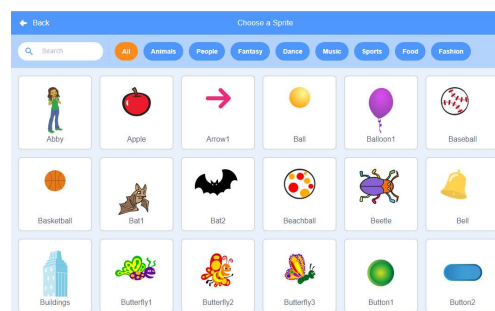 Back Choose a Sprite
Search All Animals People Fantasy Dance Music Sports Food Fashion
Abby Apple Arrow1 Ball Balloon1 Baseball
Basketball Bat1 Bat2 Beachball Beetle Bell
Buildings Butterfly1 Butterfly2 Butterfly3 Button1 Button2